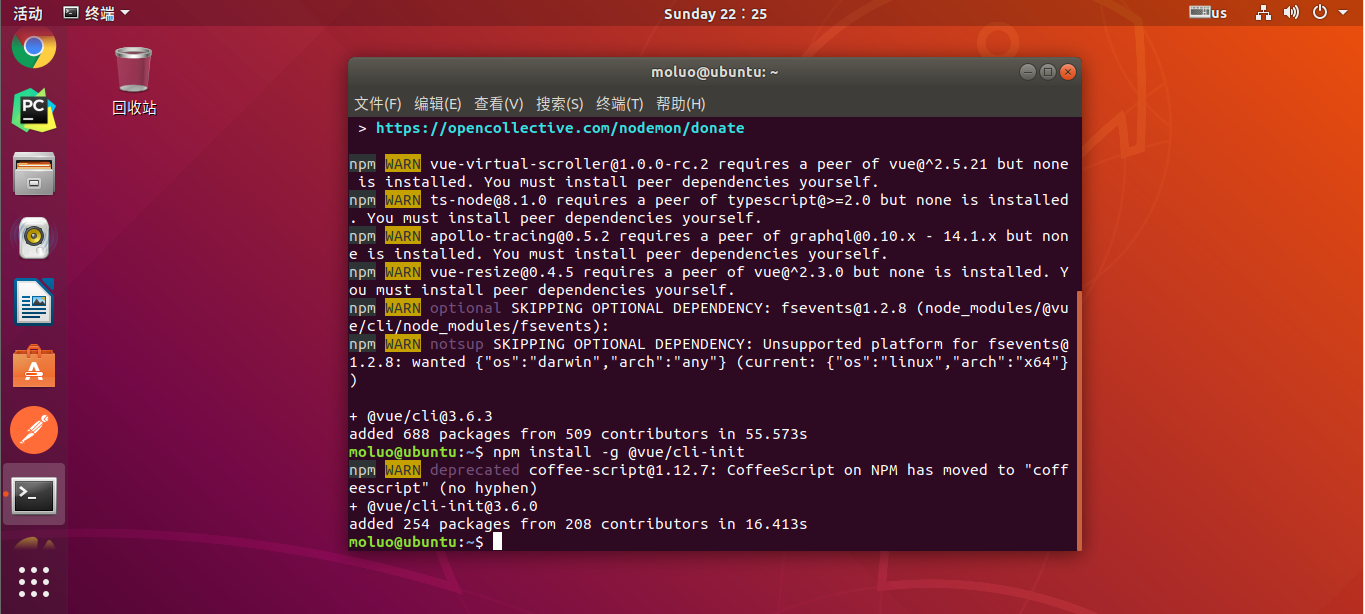 活动 终端 Sunday 22：25 us
回收站
moluo@ubuntu: ~
文件(F) 编辑(E) 查看(V) 搜索(S) 终端(T) 帮助(H)
> https://opencollective.com/nodemon/donate
npm WARN vue-virtual-scroller@1.0.0-rc.2 requires a peer of vue@^2.5.21 but none
is installed. You must install peer dependencies yourself.
npm WARN ts-node@8.1.0 requires a peer of typescript@>=2.0 but none is installed
. You must install peer dependencies yourself.
npm WARN apollo-tracing@0.5.2 requires a peer of graphql@0.10.x - 14.1.x but non
e is installed. You must install peer dependencies yourself.
npm WARN vue-resize@0.4.5 requires a peer of vue@^2.3.0 but none is installed. Y
ou must install peer dependencies yourself.
npm WARN optional SKIPPING OPTIONAL DEPENDENCY: fsevents@1.2.8 (node_modules/@vu
e/cli/node_modules/fsevents):
npm WARN notsup SKIPPING OPTIONAL DEPENDENCY: Unsupported platform for fsevents@
1.2.8: wanted {"os":"darwin","arch":"any"} (current: {"os":"linux","arch":"x64"}
)
+ @vue/cli@3.6.3
added 688 packages from 509 contributors in 55.573s
moluo@ubuntu:~$ npm install -g @vue/cli-init
npm WARN deprecated coffee-script@1.12.7: CoffeeScript on NPM has moved to "coff
eescript" (no hyphen)
+ @vue/cli-init@3.6.0
added 254 packages from 208 contributors in 16.413s
moluo@ubuntu:~$
PC